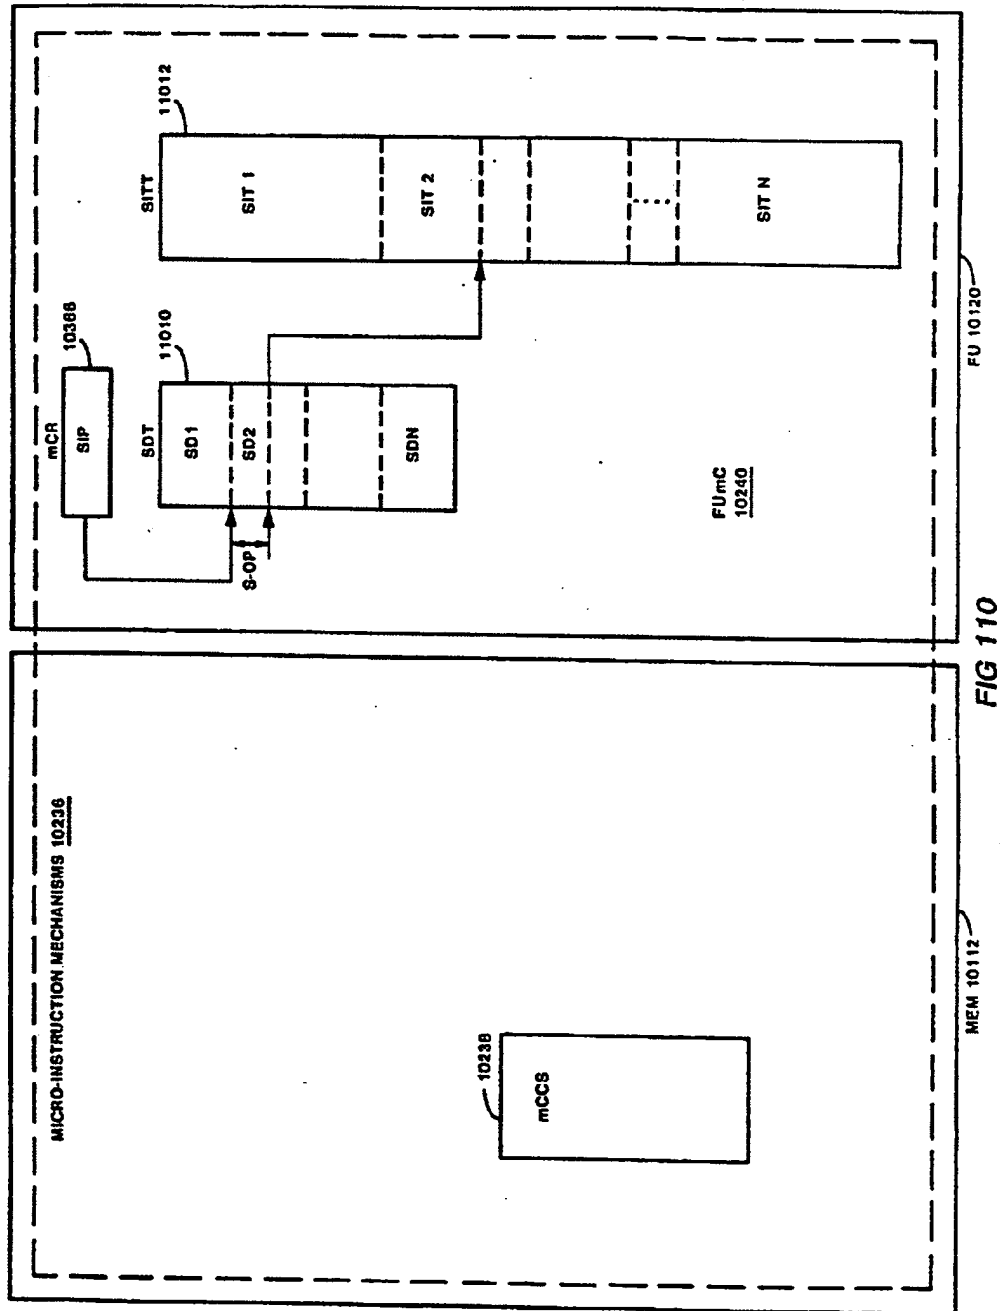 MICRO-INSTRUCTION MECHANISMS 10236
10238
mCCS
MEM 10112
mCR
10366
SIP
SDT
11010
SD1
SD2
SDN
S-OP
SITT
11012
SIT 1
SIT 2
SIT N
FUmC
10240
FU 10120
FIG 110